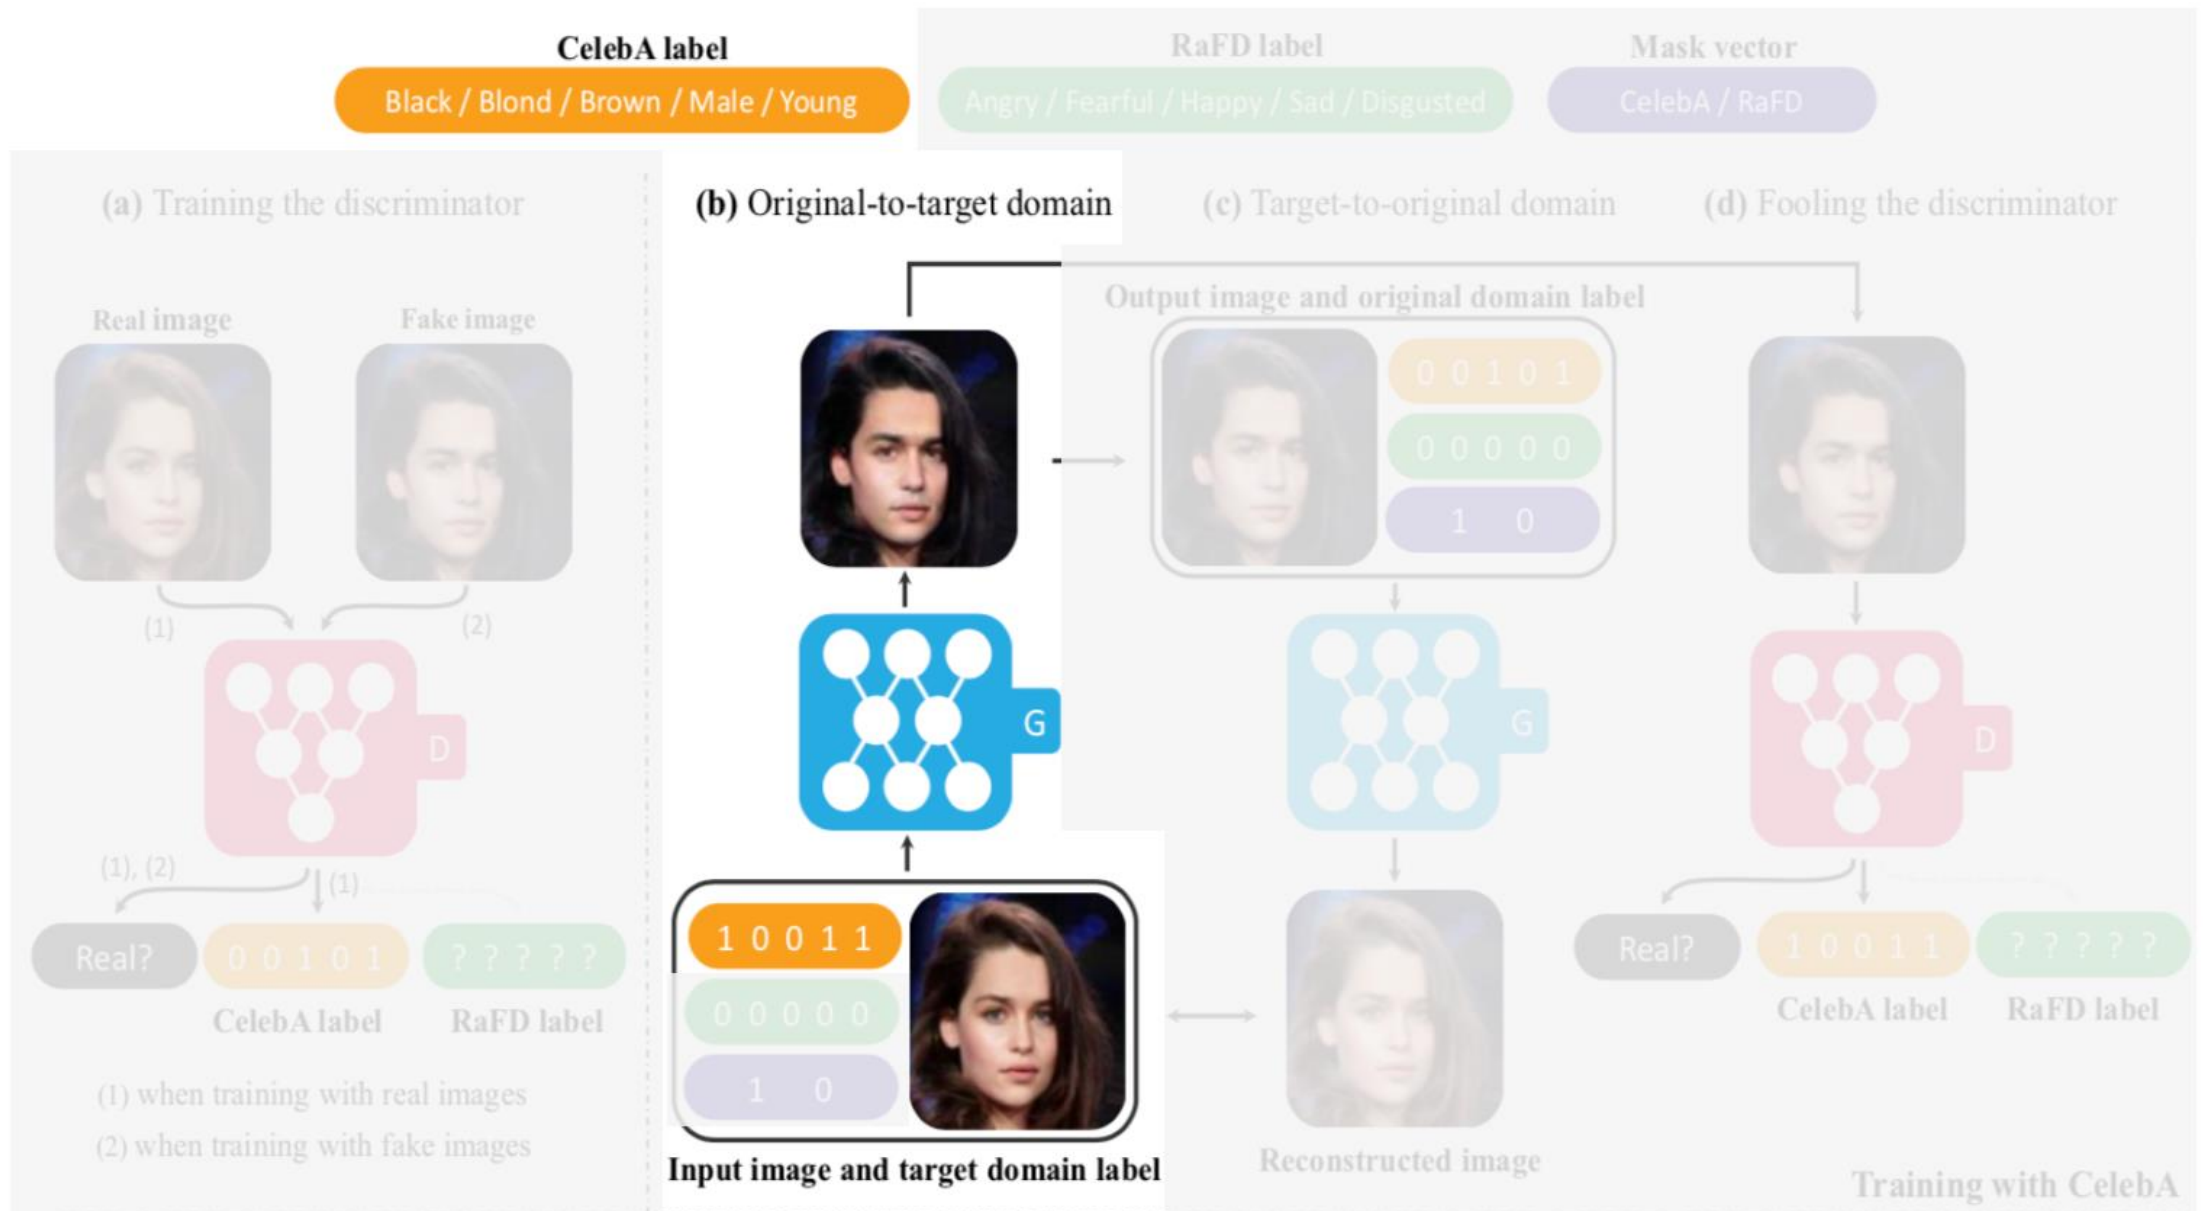 CelebA label
RaFD label
Mask vector
Black / Blond / Brown / Male / Young
Angry / Fearful / Happy / Sad / Disgusted
CelebA / RaFD
(a) Training the discriminator
(b) Original-to-target domain
(c) Target-to-original domain
(d) Fooling the discriminator
Real image
Fake image
(1)
(2)
D
(1), (2)
(1)
Real?
0 0 1 0 1
? ? ? ? ?
CelebA label
RaFD label
(1) when training with real images
(2) when training with fake images
G
1 0 0 1 1
0 0 0 0 0
1 0
Input image and target domain label
Output image and original domain label
0 0 1 0 1
0 0 0 0 0
1 0
G
Reconstructed image
D
Real?
1 0 0 1 1
? ? ? ? ?
CelebA label
RaFD label
Training with CelebA